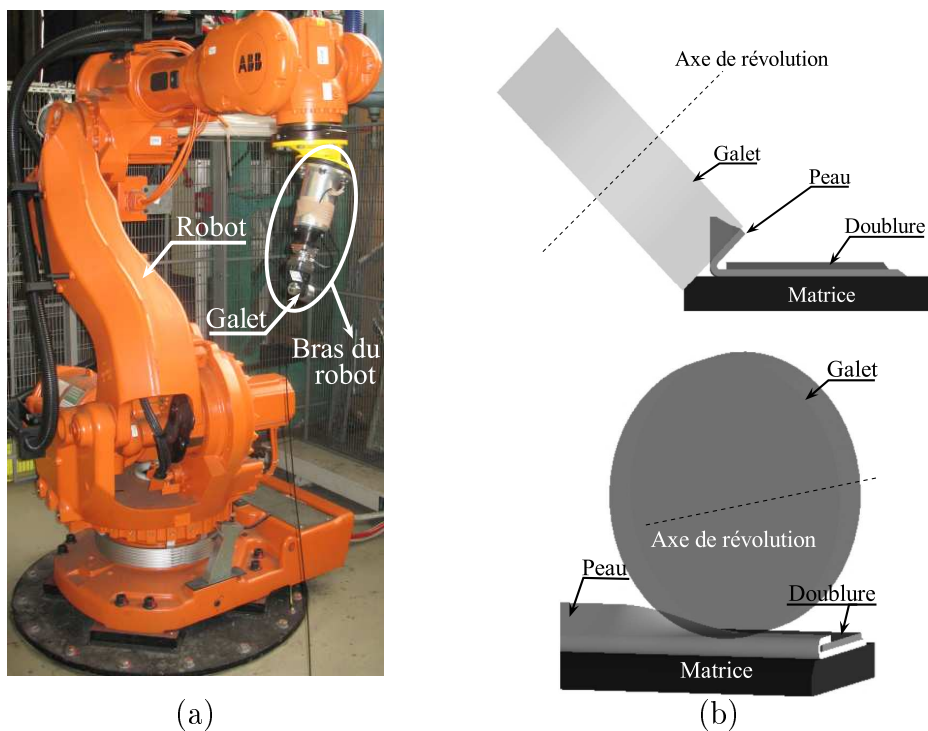 ABB
Robot
Galet
Bras du
robot
(a)
Axe de révolution
Galet
Peau
Doublure
Matrice
Galet
Axe de révolution
Peau
Doublure
Matrice
(b)